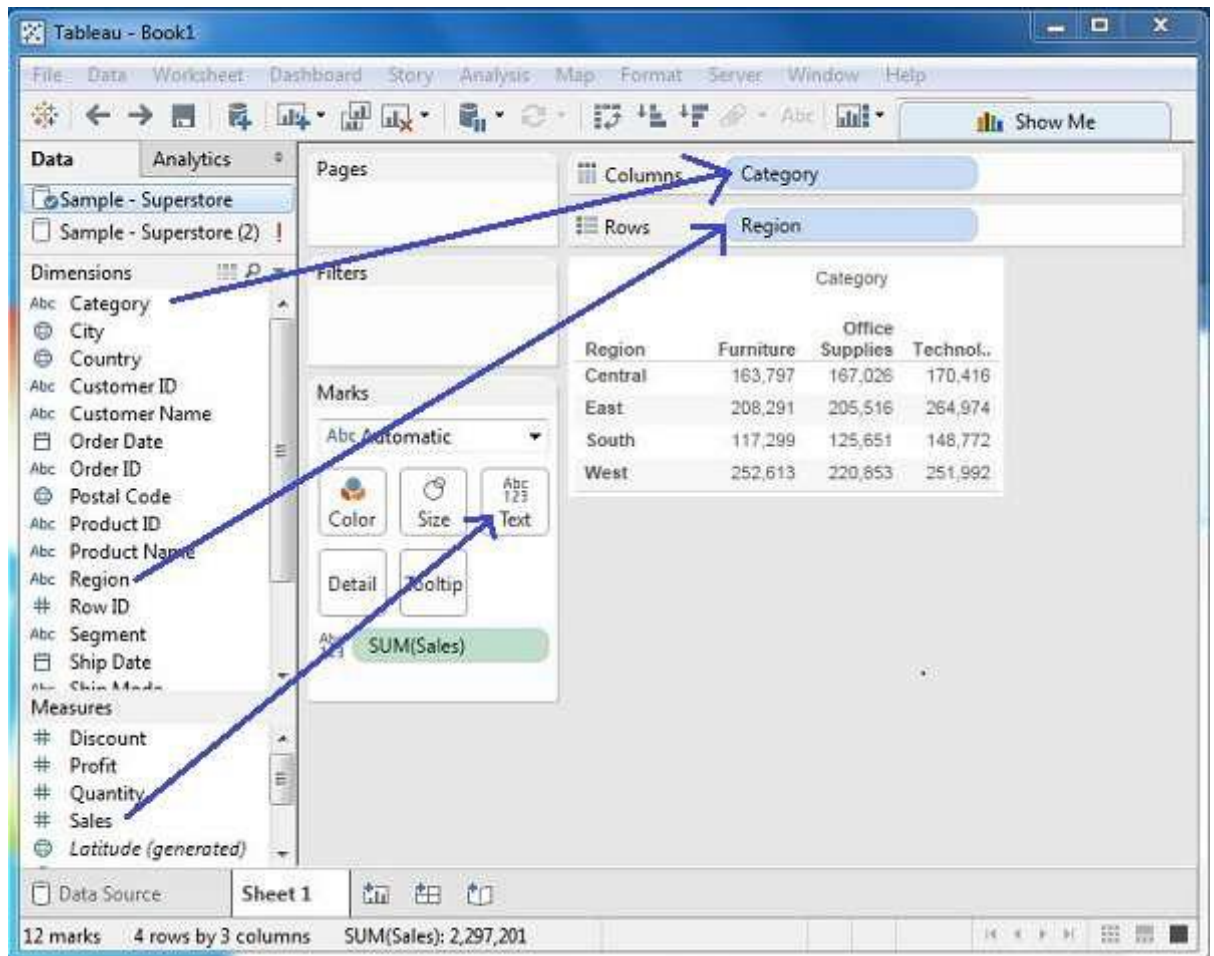 Tableau - Book1
File Data Worksheet Dashboard Story Analysis Map Format Server Window Help
Abc
Show Me
Data Analytics
Sample - Superstore
Sample - Superstore (2) !
Dimensions
Abc Category
City
Country
Abc Customer ID
Abc Customer Name
Order Date
Abc Order ID
Postal Code
Abc Product ID
Abc Product Name
Abc Region
# Row ID
Abc Segment
Ship Date
Abc Ship Mode
Measures
# Discount
# Profit
# Quantity
# Sales
Latitude (generated)
Pages
Filters
Marks
Abc Automatic
Color Size Abc 123 Text
Detail Tooltip
Abc 123 SUM(Sales)
Columns Category
Rows Region
Category
Region Furniture Office Supplies Technol..
Central 163,797 167,026 170,416
East 208,291 205,516 264,974
South 117,299 125,651 148,772
West 252,613 220,853 251,992
Data Source Sheet 1
12 marks 4 rows by 3 columns SUM(Sales): 2,297,201